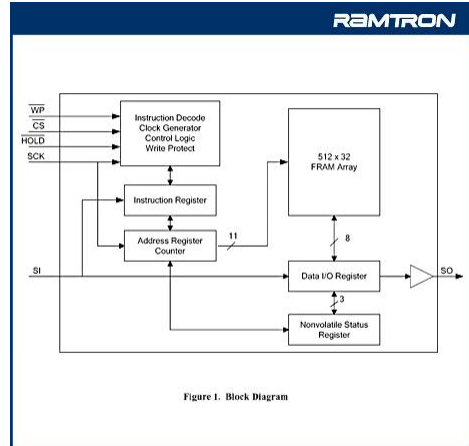 RAMTRON
WP
CS
HOLD
SCK
Instruction Decode
Clock Generator
Control Logic
Write Protect
512 x 32
FRAM Array
Instruction Register
Address Register
Counter
11
8
SI
Data I/O Register
SO
3
Nonvolatile Status
Register
Figure 1. Block Diagram